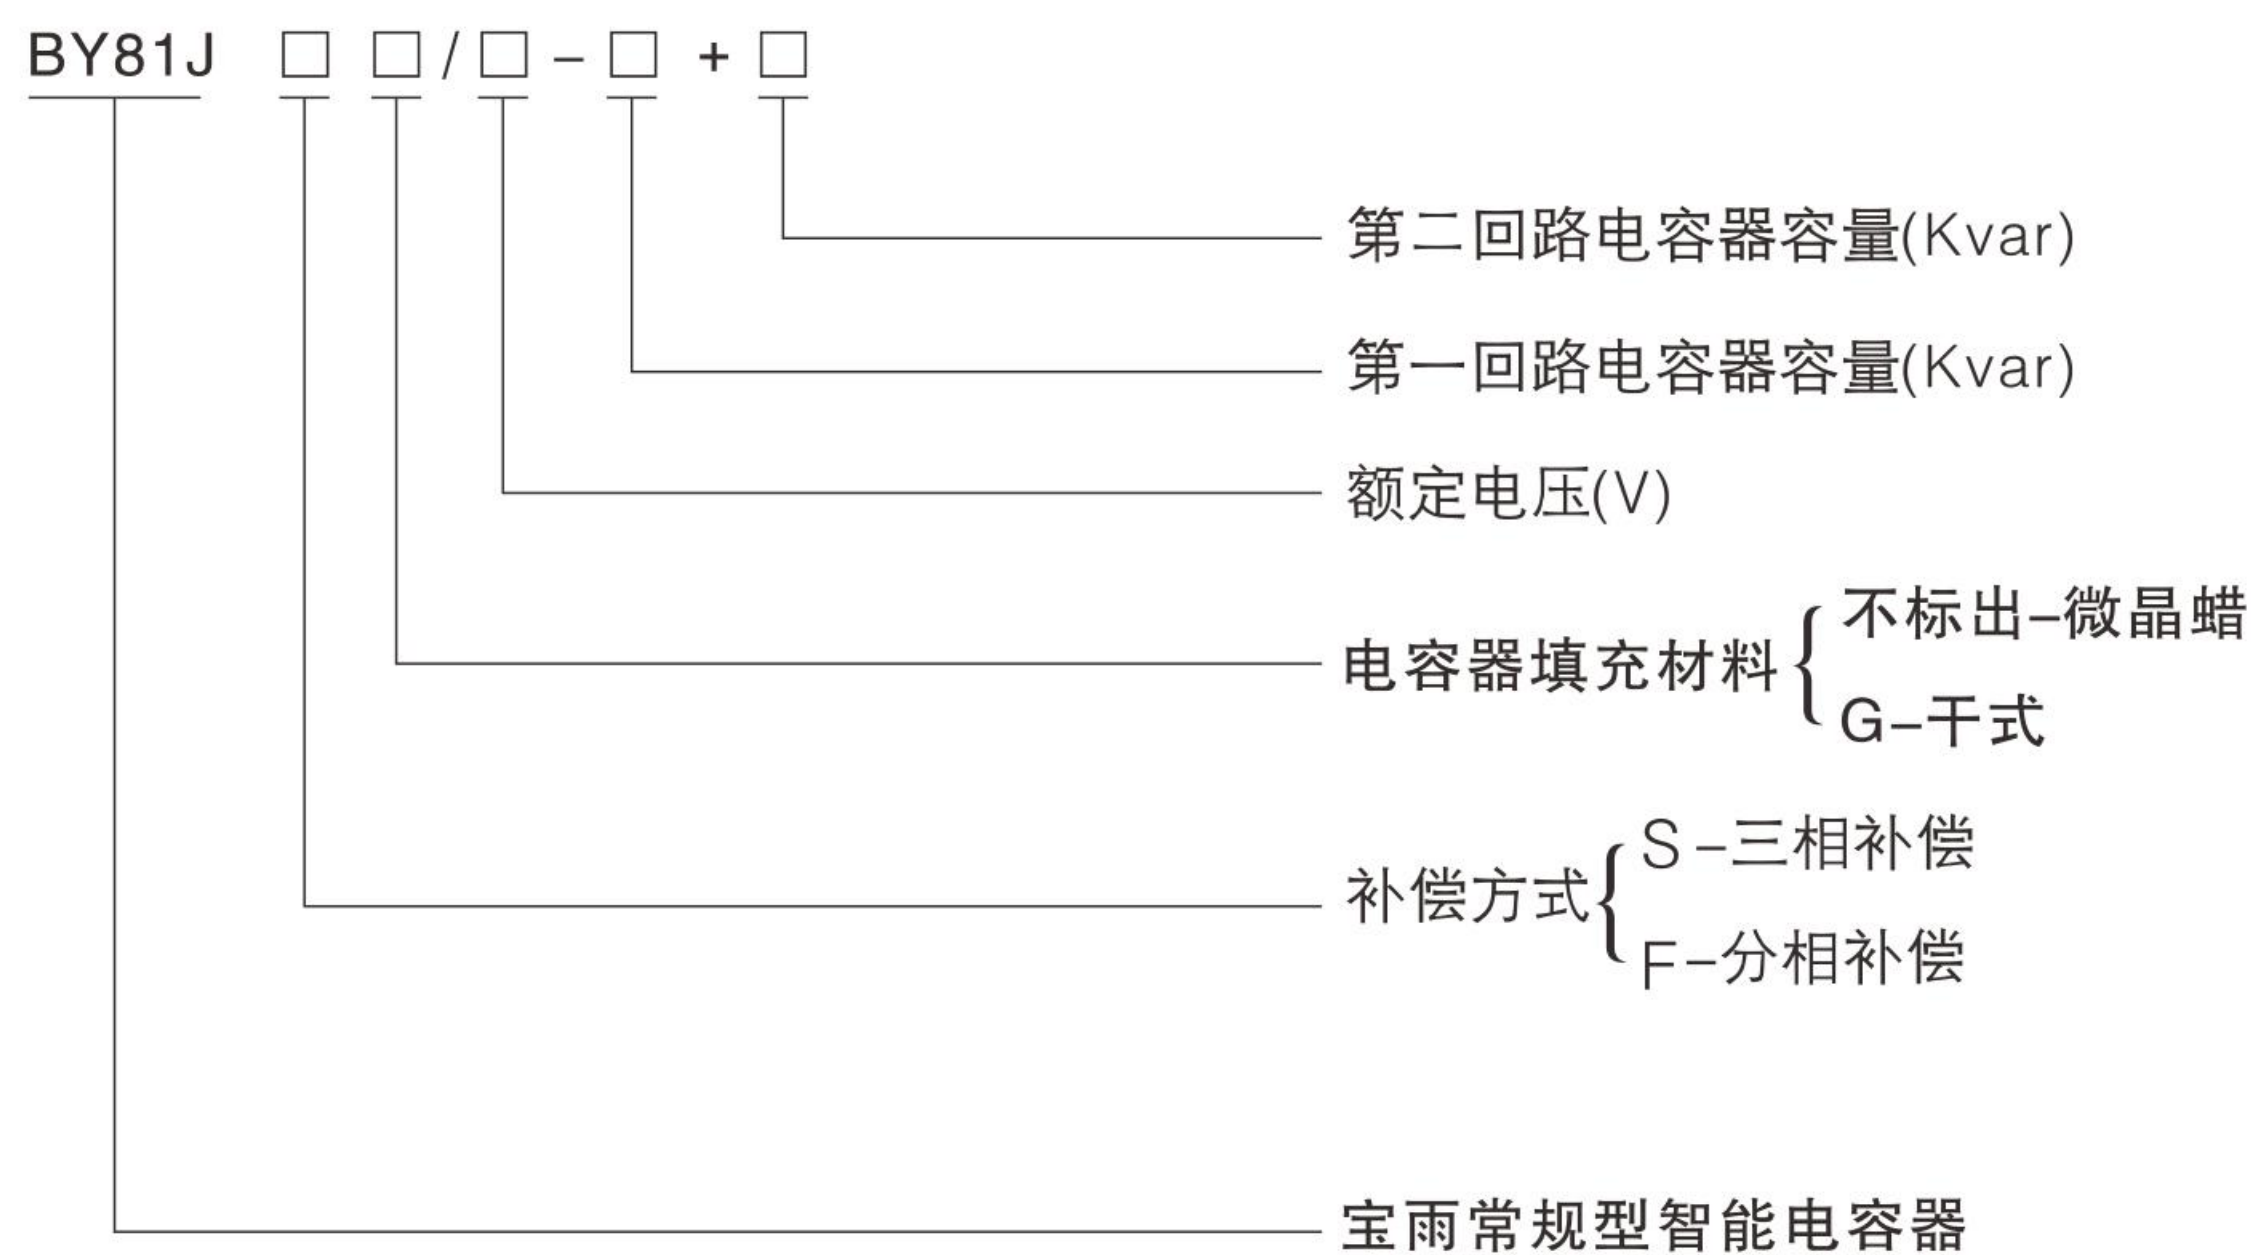 BY81J □ □ / □ – □ + □
第二回路电容器容量(Kvar)
第一回路电容器容量(Kvar)
额定电压(V)
不标出–微晶蜡
电容器填充材料
G–干式
S–三相补偿
补偿方式
F–分相补偿
宝雨常规型智能电容器